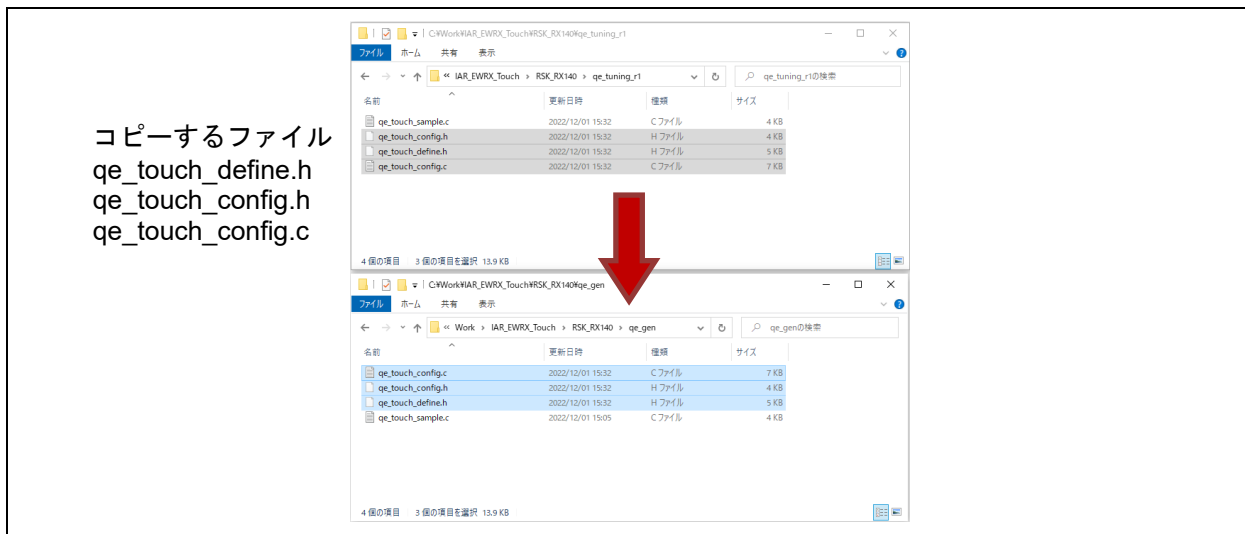 コピーするファイル
qe_touch_define.h
qe_touch_config.h
qe_touch_config.c
C:¥Work¥IAR_EWRX_Touch¥RSK_RX140¥qe_tuning_r1
ファイル ホーム 共有 表示
« IAR_EWRX_Touch › RSK_RX140 › qe_tuning_r1 qe_tuning_r1の検索
名前 更新日時 種類 サイズ
qe_touch_sample.c 2022/12/01 15:32 C ファイル 4 KB
qe_touch_config.h 2022/12/01 15:32 H ファイル 4 KB
qe_touch_define.h 2022/12/01 15:32 H ファイル 5 KB
qe_touch_config.c 2022/12/01 15:32 C ファイル 7 KB
4 個の項目 3 個の項目を選択 13.9 KB
C:¥Work¥IAR_EWRX_Touch¥RSK_RX140¥qe_gen
ファイル ホーム 共有 表示
« Work › IAR_EWRX_Touch › RSK_RX140 › qe_gen qe_genの検索
名前 更新日時 種類 サイズ
qe_touch_config.c 2022/12/01 15:32 C ファイル 7 KB
qe_touch_config.h 2022/12/01 15:32 H ファイル 4 KB
qe_touch_define.h 2022/12/01 15:32 H ファイル 5 KB
qe_touch_sample.c 2022/12/01 15:05 C ファイル 4 KB
4 個の項目 3 個の項目を選択 13.9 KB